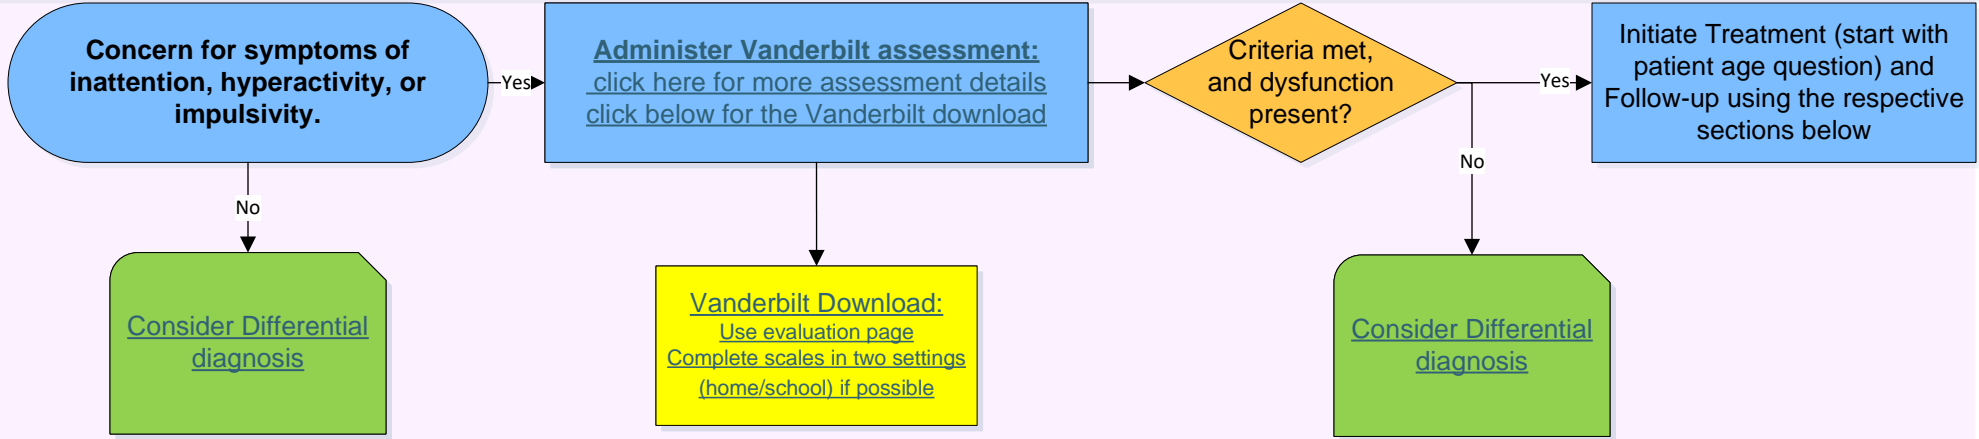 Concern for symptoms of
inattention, hyperactivity, or
impulsivity.
Yes
Administer Vanderbilt assessment:
click here for more assessment details
click below for the Vanderbilt download
Criteria met,
and dysfunction
present?
Yes
Initiate Treatment (start with
patient age question) and
Follow-up using the respective
sections below
No
No
Consider Differential
diagnosis
Vanderbilt Download:
Use evaluation page
Complete scales in two settings
(home/school) if possible
Consider Differential
diagnosis